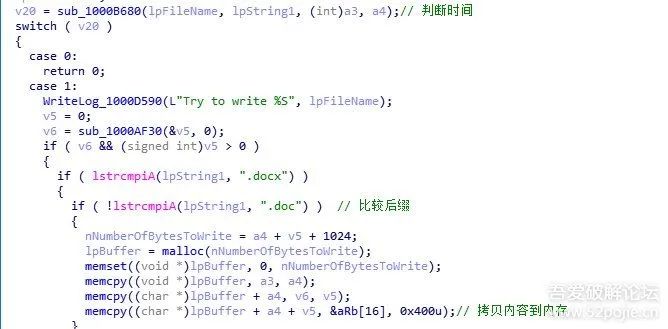 v20 = sub_1000B680(lpFileName, lpString1, (int)a3, a4);// 判断时间
switch ( v20 )
{
case 0:
return 0;
case 1:
WriteLog_1000D590(L"Try to write %S", lpFileName);
v5 = 0;
v6 = sub_1000AF30(&v5, 0);
if ( v6 && (signed int)v5 > 0 )
{
if ( lstrcmpiA(lpString1, ".docx") )
{
if ( !lstrcmpiA(lpString1, ".doc") ) // 比较后缀
{
nNumberOfBytesToWrite = a4 + v5 + 1024;
lpBuffer = malloc(nNumberOfBytesToWrite);
memset((void *)lpBuffer, 0, nNumberOfBytesToWrite);
memcpy((void *)lpBuffer, a3, a4);
memcpy((char *)lpBuffer + a4, v6, v5);
memcpy((char *)lpBuffer + a4 + v5, &aRb[16], 0x400u);// 拷贝内容到内存
}
吾爱破解论坛
www.52pojie.cn